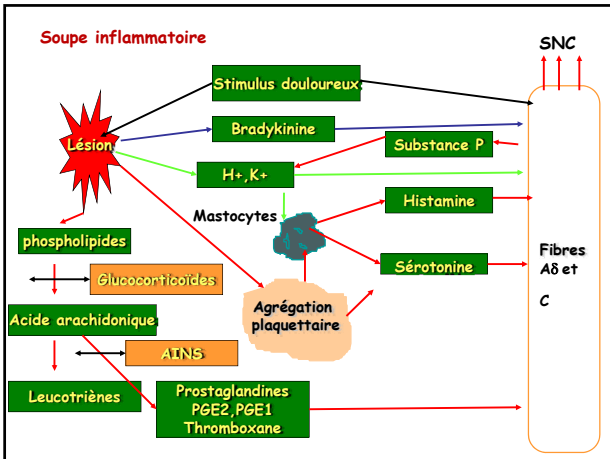 Soupe inflammatoire
SNC
Stimulus douloureux
Lésion
Bradykinine
Substance P
H+,K+
Mastocytes
Histamine
phospholipides
Sérotonine
Fibres
Aδ et
C
Glucocorticoïdes
Agrégation
plaquettaire
Acide arachidonique
AINS
Leucotriènes
Prostaglandines
PGE2,PGE1
Thromboxane